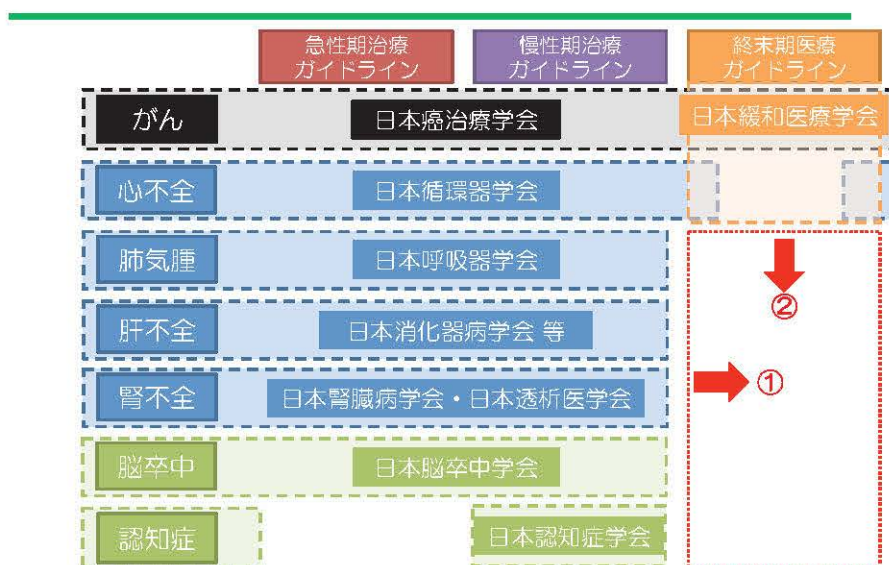 急性期治療
ガイドライン
慢性期治療
ガイドライン
終末期医療
ガイドライン
がん
日本癌治療学会
日本緩和医療学会
心不全
日本循環器学会
肺気腫
日本呼吸器学会
②
肝不全
日本消化器病学会 等
腎不全
日本腎臓病学会・日本透析医学会
①
脳卒中
日本脳卒中学会
認知症
日本認知症学会